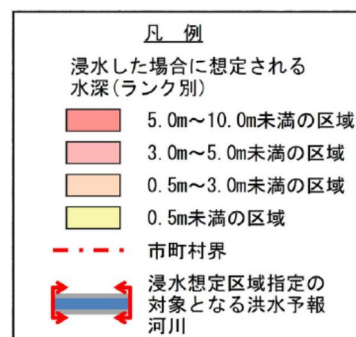 凡 例
浸水した場合に想定される
水深(ランク別)
5.0m～10.0m未満の区域
3.0m～5.0m未満の区域
0.5m～3.0m未満の区域
0.5m未満の区域
市町村界
浸水想定区域指定の
対象となる洪水予報
河川